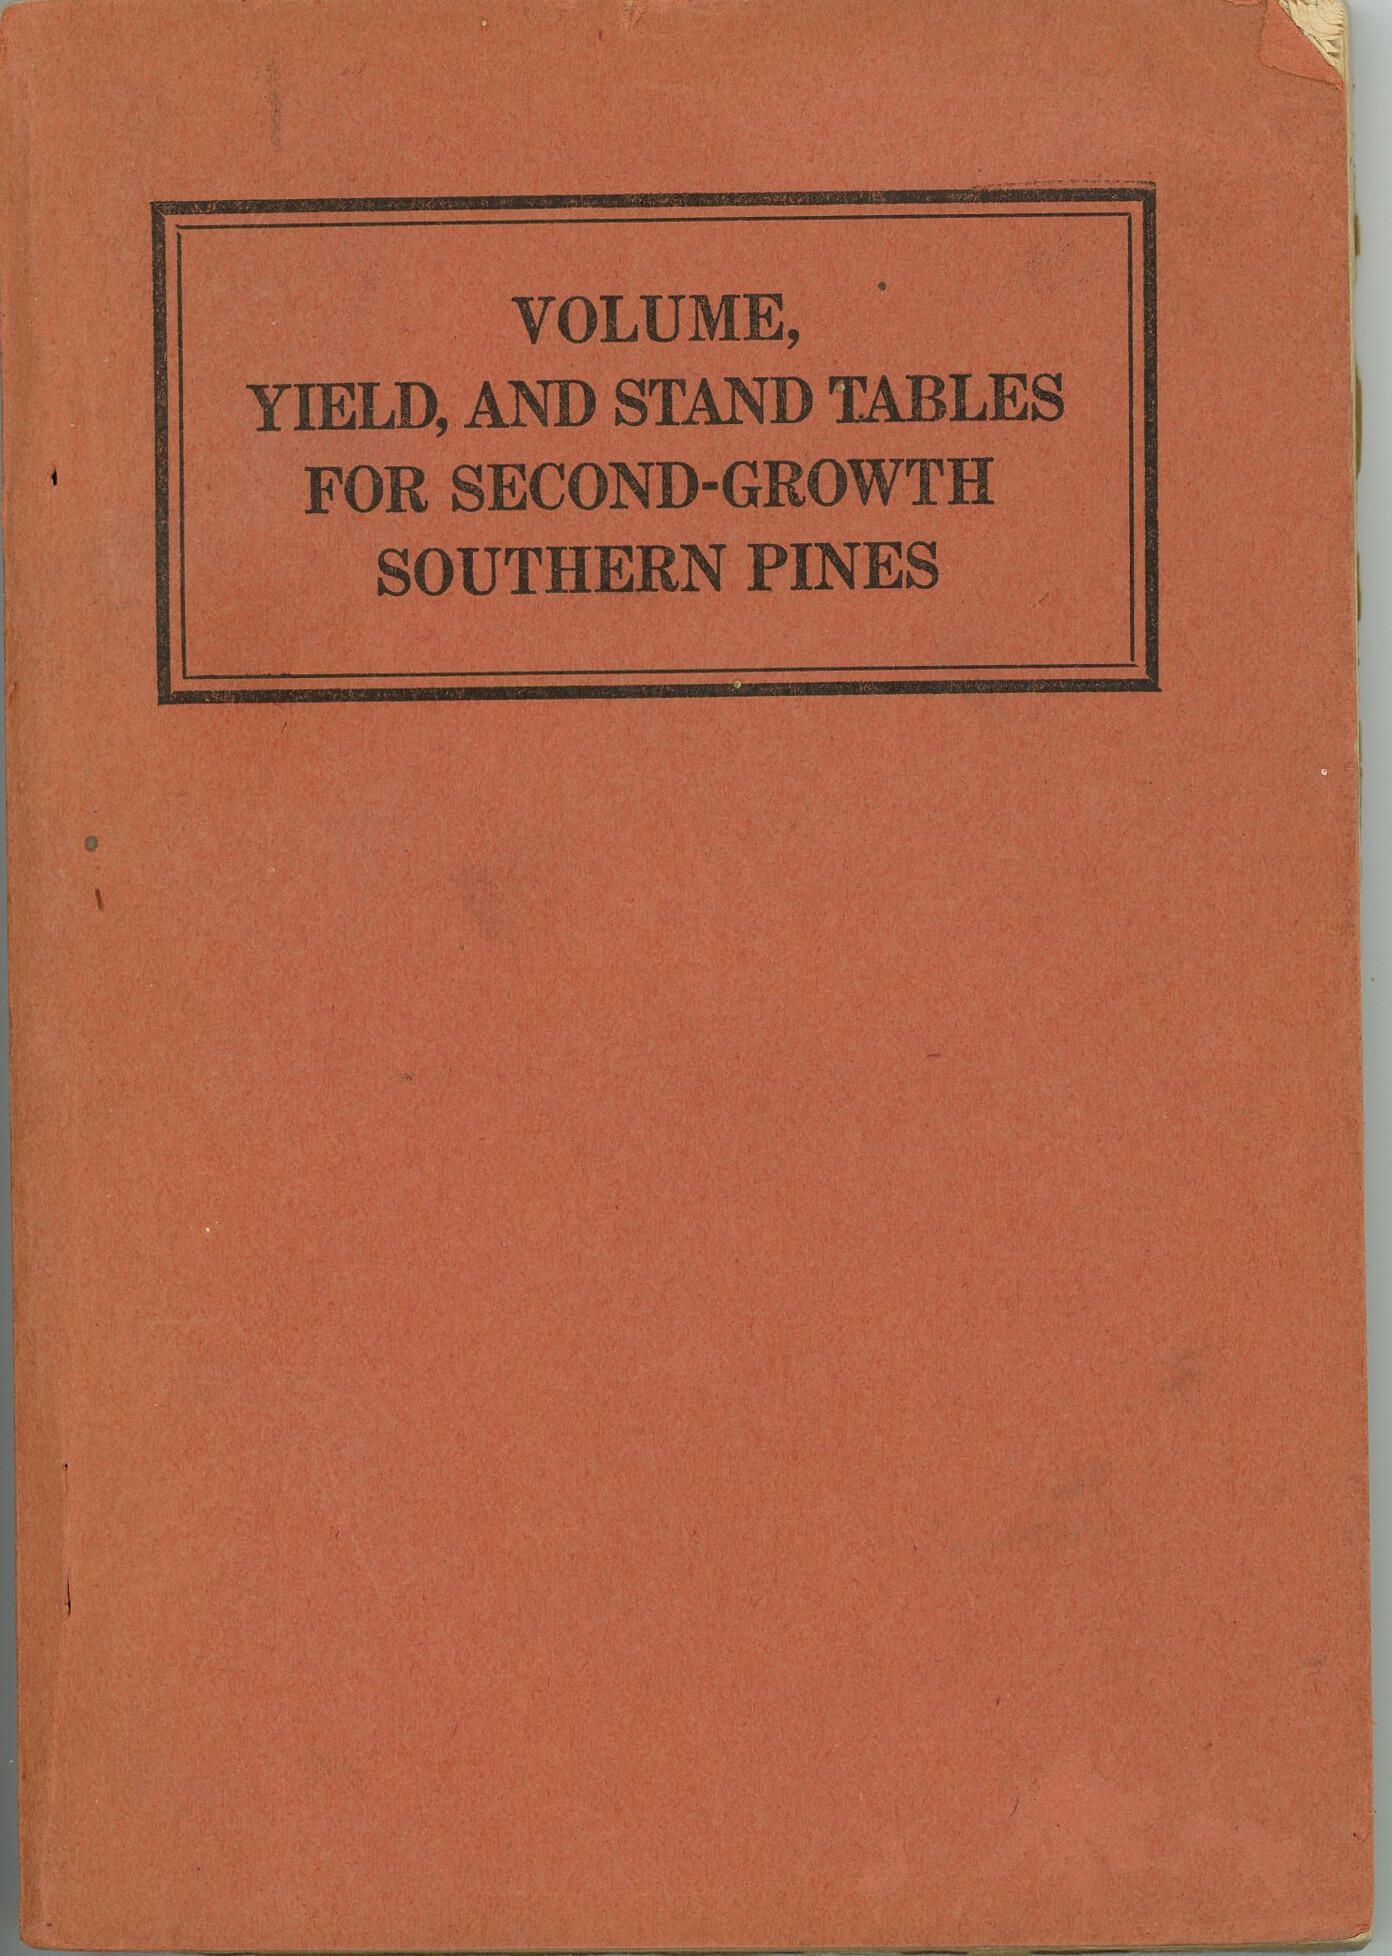 VOLUME,
YIELD, AND STAND TABLES
FOR SECOND-GROWTH
SOUTHERN PINES